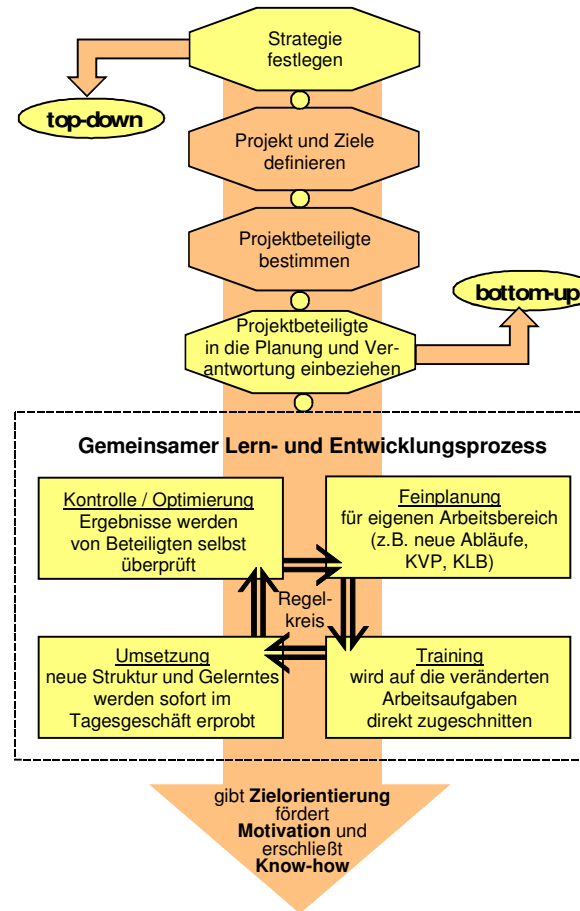 Strategie
festlegen
top-down
Projekt und Ziele
definieren
Projektbeteiligte
bestimmen
bottom-up
Projektbeteiligte
in die Planung und Ver-
antwortung einbeziehen
Gemeinsamer Lern- und Entwicklungsprozess
Kontrolle / Optimierung
Ergebnisse werden
von Beteiligten selbst
überprüft
Feinplanung
für eigenen Arbeitsbereich
(z.B. neue Abläufe,
KVP, KLB)
Regel-
kreis
Umsetzung
neue Struktur und Gelerntes
werden sofort im
Tagesgeschäft erprobt
Training
wird auf die veränderten
Arbeitsaufgaben
direkt zugeschnitten
gibt Zielorientierung
fördert
Motivation und
erschließt
Know-how